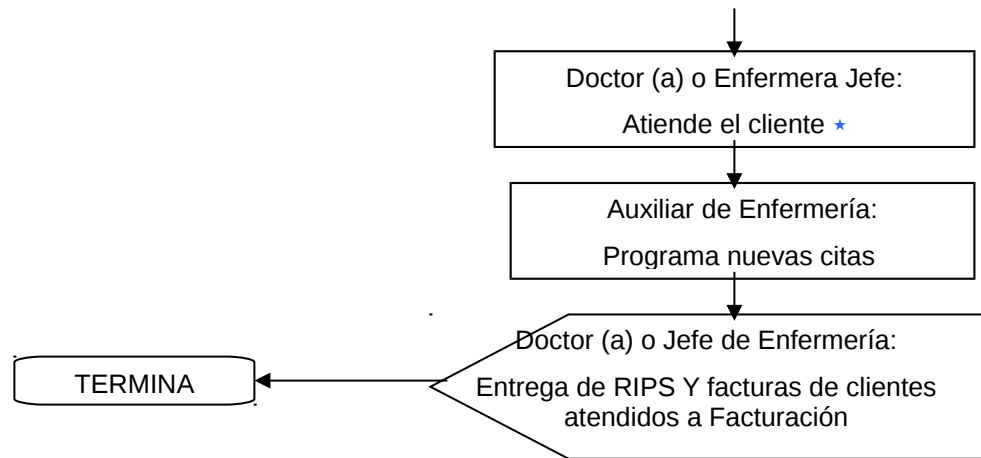 Doctor (a) o Enfermera Jefe:
Atiende el cliente ★
Auxiliar de Enfermería:
Programa nuevas citas
Doctor (a) o Jefe de Enfermería:
Entrega de RIPS Y facturas de clientes
atendidos a Facturación
TERMINA